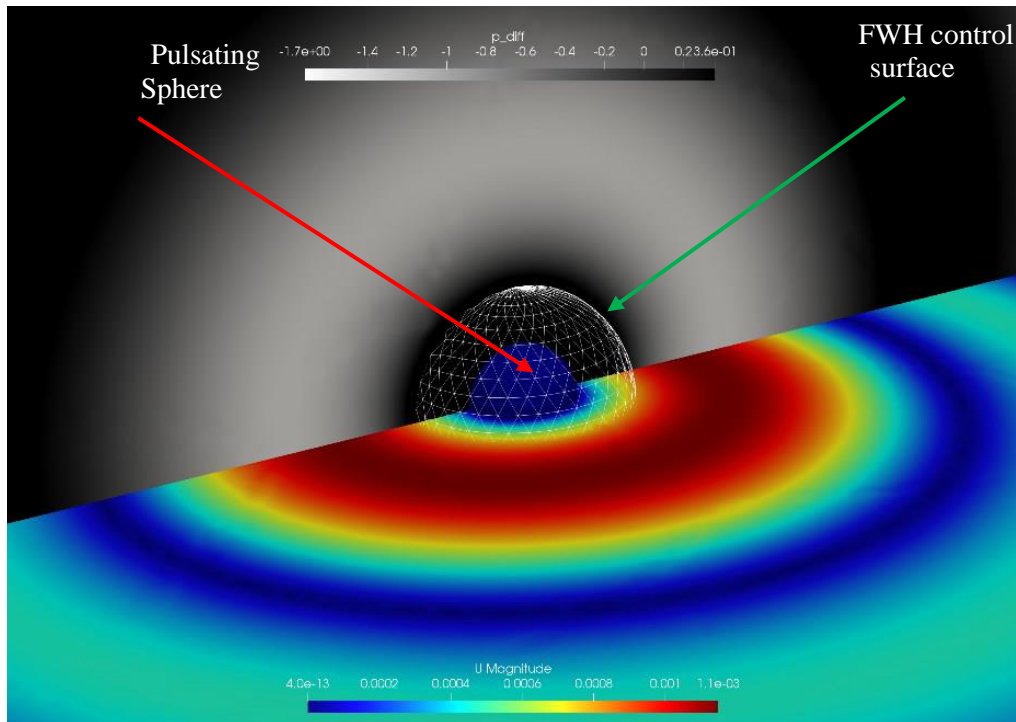 p_diff
-1.7e+00 -1.4 -1.2 -1 -0.8 -0.6 -0.4 -0.2 0 0.23.6e-01
Pulsating
Sphere
FWH control
surface
U Magnitude
4.0e-13 0.0002 0.0004 0.0006 0.0008 0.001 1.1e-03